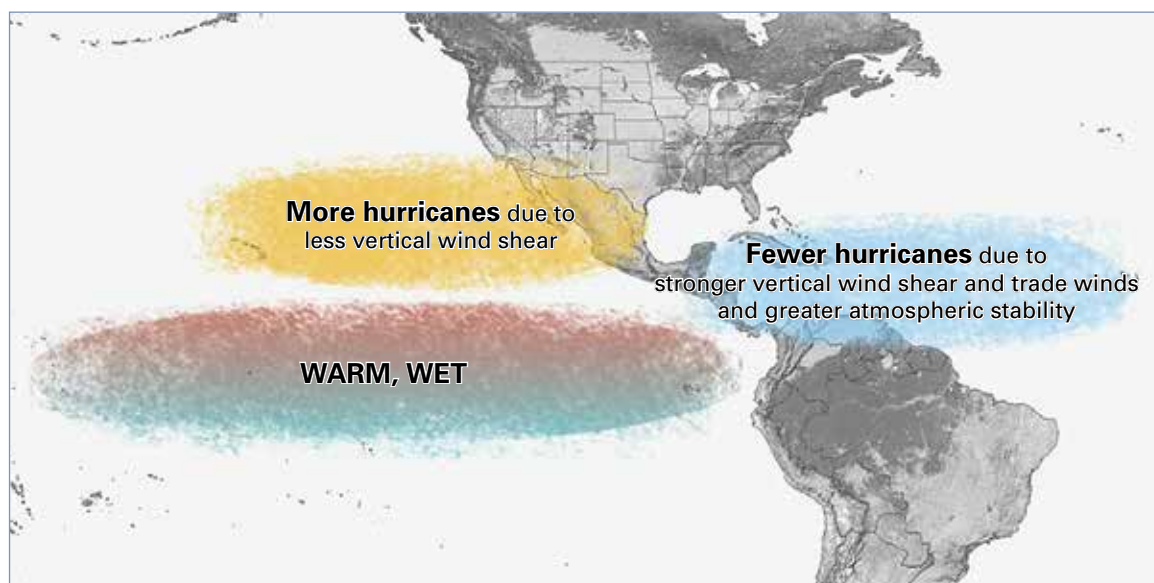 More hurricanes due to
less vertical wind shear
Fewer hurricanes due to
stronger vertical wind shear and trade winds
and greater atmospheric stability
WARM, WET